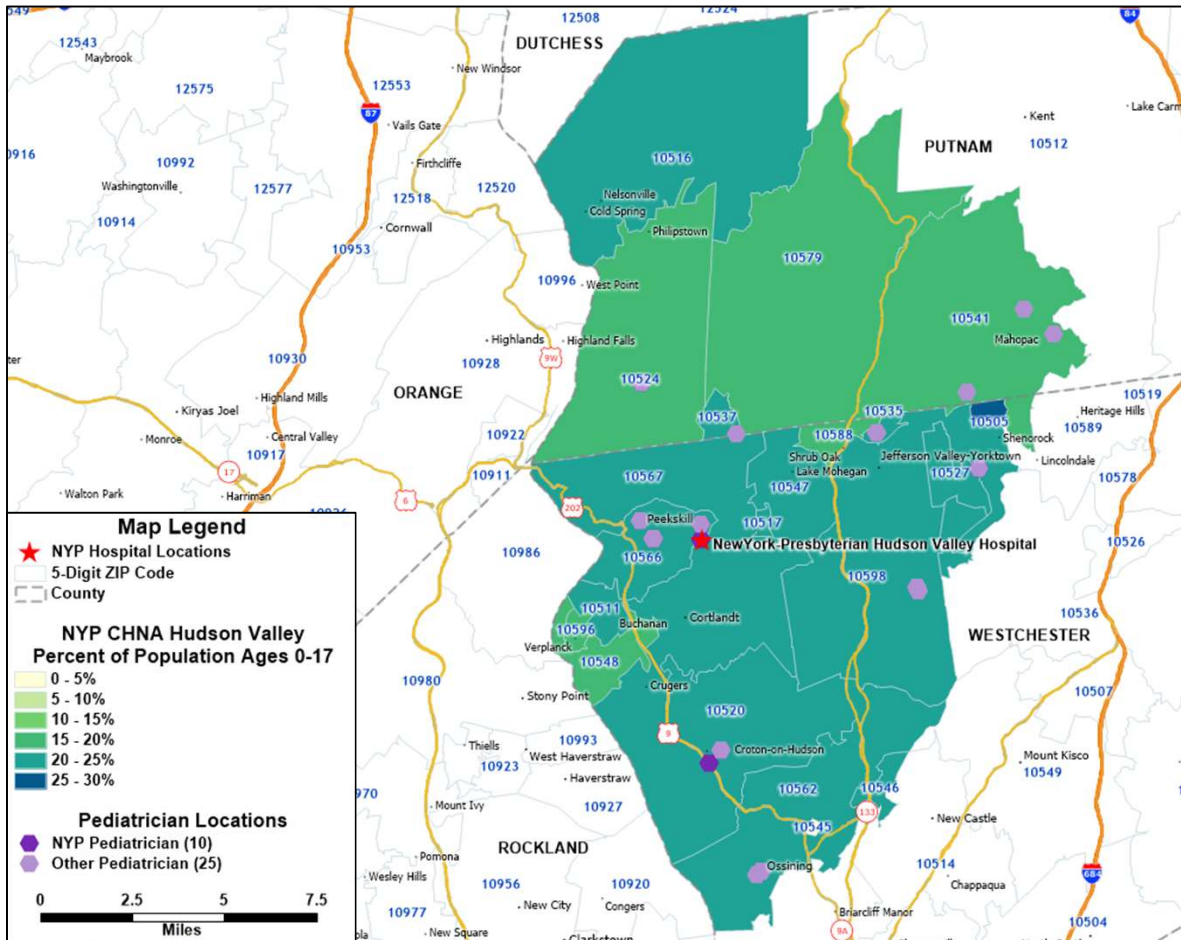 12549
12508
12524
84
12543
Maybrook
DUTCHESS
New Windsor
12575
12553
87
Vails Gate
Lake Carm
Kent
10512
PUTNAM
10916
10992
Washingtonville
12577
Firthcliffe
12518
12520
10516
Nelsonville
Cold Spring
10914
Cornwall
Philipstown
10953
10579
10996
West Point
10541
Mahopac
10930
10928
Highlands
Highland Falls
9W
10524
ORANGE
Highland Mills
Kiryas Joel
Monroe
Central Valley
10917
10922
10537
10535
10588
10505
10519
Heritage Hills
10589
Shenorock
Lincolndale
17
Harriman
Walton Park
6
10911
202
10567
Shrub Oak
Lake Mohegan
Jefferson Valley-Yorktown
10527
10547
10578
10517
Peekskill
10566
NewYork-Presbyterian Hudson Valley Hospital
10986
10526
10598
10511
Buchanan
10596
Verplanck
10548
Cortlandt
10536
WESTCHESTER
10980
Stony Point
Crugers
10507
10520
9
Croton-on-Hudson
Thiells
10993
West Haverstraw
10923
Haverstraw
Mount Kisco
10549
10970
Mount Ivy
10927
10562
10546
133
10545
New Castle
ROCKLAND
Pomona
Wesley Hills
10956
10920
Ossining
10514
Chappaqua
684
10977
New City
Congers
New Square
Clarkstown
Briarcliff Manor
9A
10504
Map Legend
NYP Hospital Locations
5-Digit ZIP Code
County
NYP CHNA Hudson Valley
Percent of Population Ages 0-17
0 - 5%
5 - 10%
10 - 15%
15 - 20%
20 - 25%
25 - 30%
Pediatrician Locations
NYP Pediatrician (10)
Other Pediatrician (25)
0 2.5 5 7.5
Miles